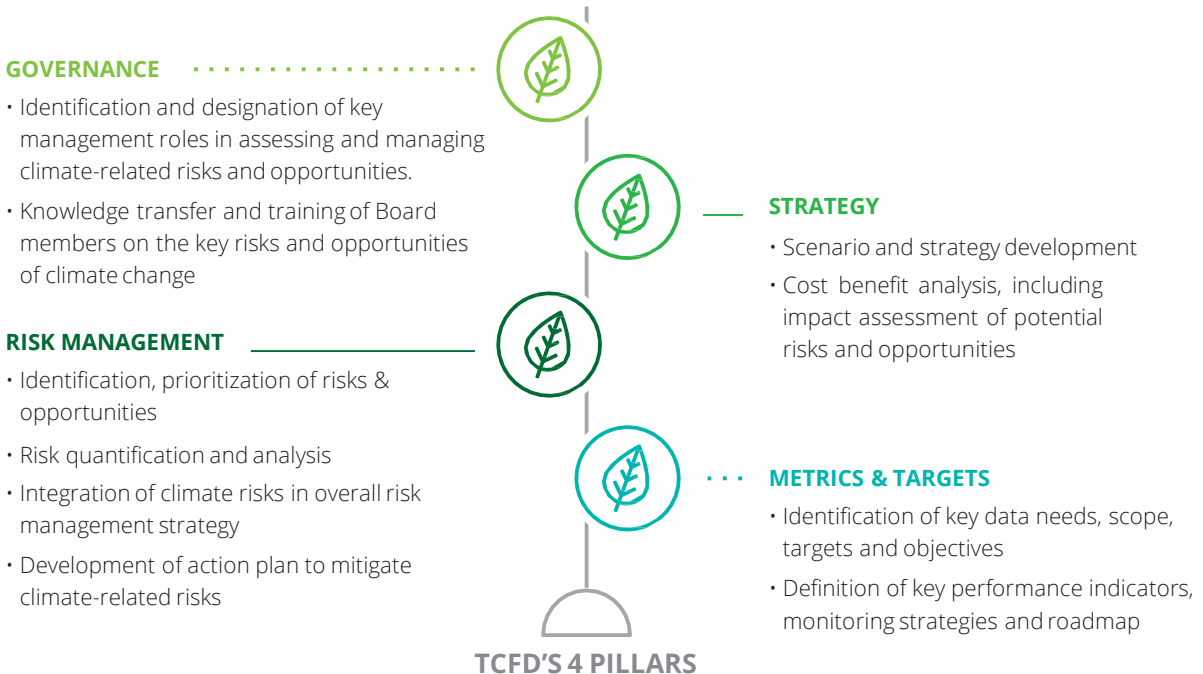 GOVERNANCE
• Identification and designation of key
management roles in assessing and managing
climate-related risks and opportunities.
• Knowledge transfer and training of Board
members on the key risks and opportunities
of climate change
STRATEGY
• Scenario and strategy development
• Cost benefit analysis, including
impact assessment of potential
risks and opportunities
RISK MANAGEMENT
• Identification, prioritization of risks &
opportunities
• Risk quantification and analysis
• Integration of climate risks in overall risk
management strategy
• Development of action plan to mitigate
climate-related risks
METRICS & TARGETS
• Identification of key data needs, scope,
targets and objectives
• Definition of key performance indicators,
monitoring strategies and roadmap
TCFD'S 4 PILLARS